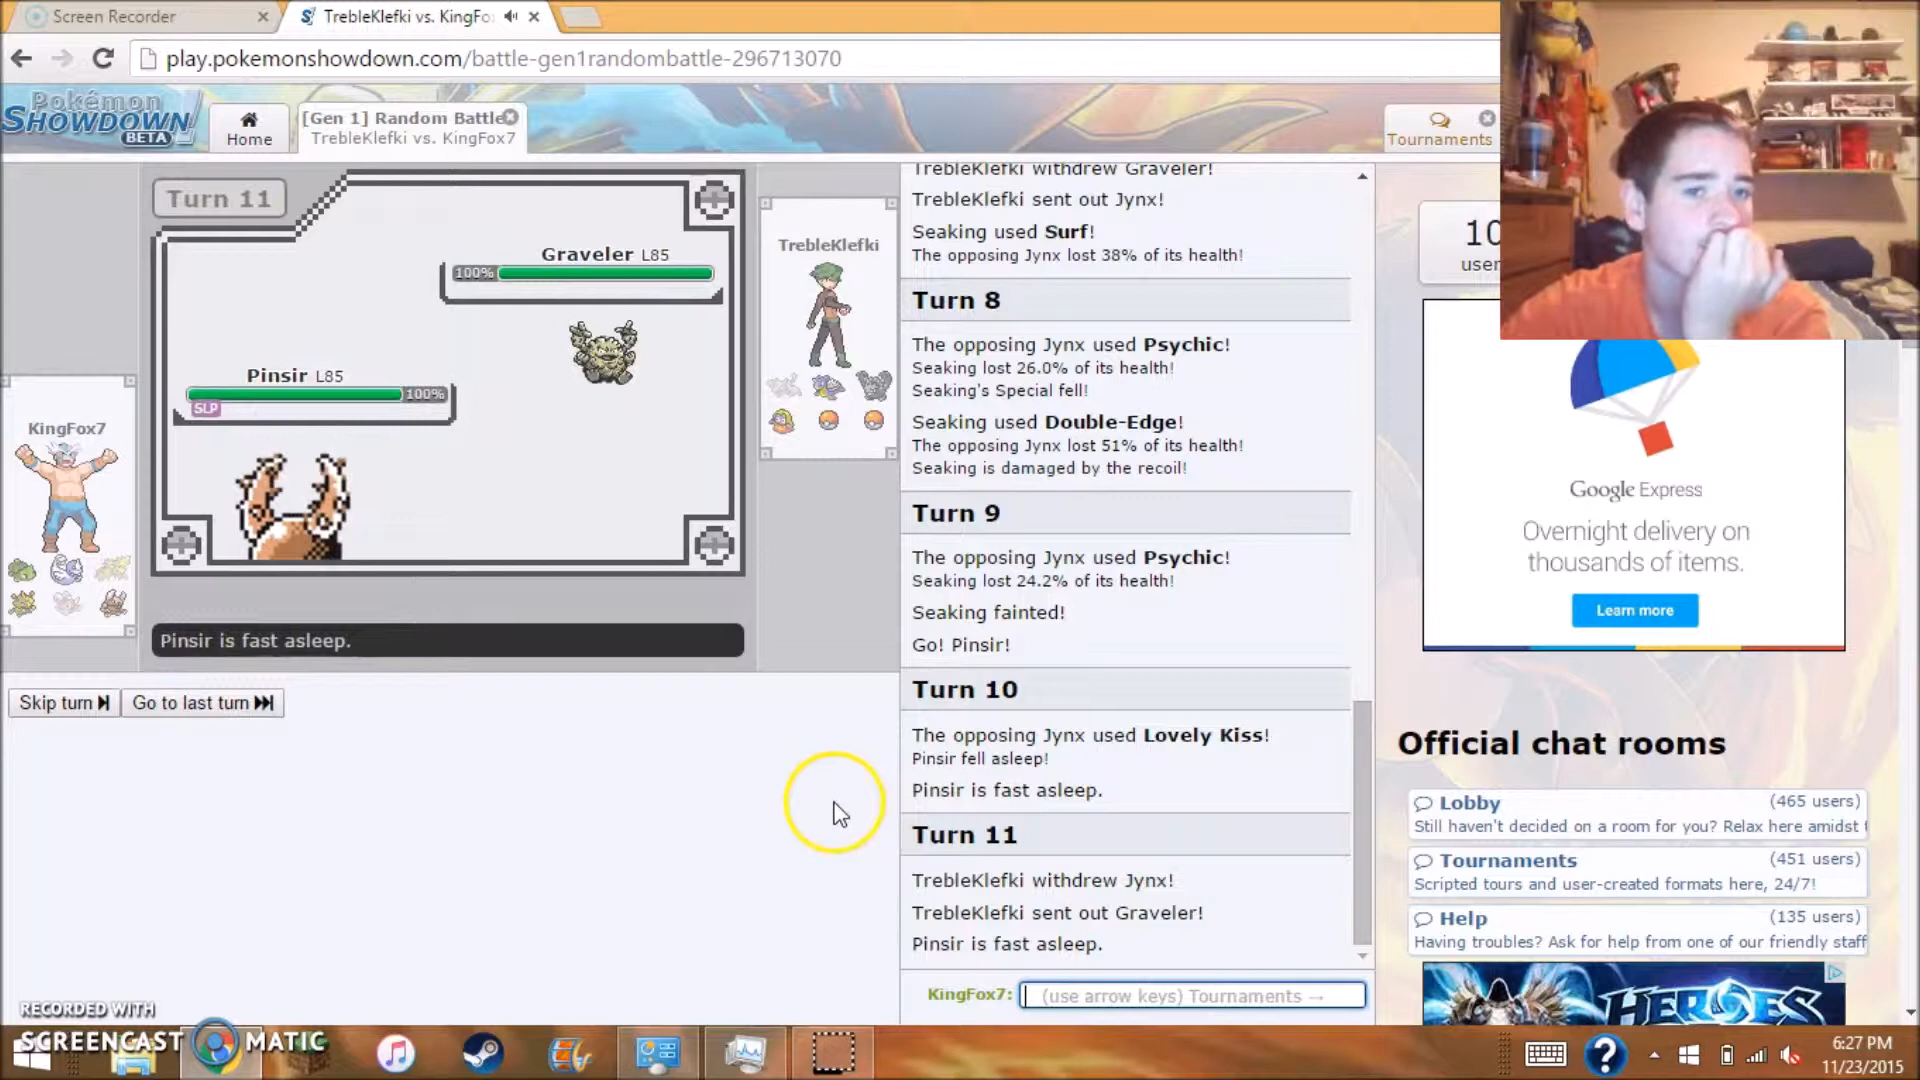 Screen Recorder
TrebleKlefki vs. KingFo
play.pokemonshowdown.com/battle-gen1randombattle-296713070
Pokémon
SHOWDOWN
BETA
Home
[Gen 1] Random Battle
TrebleKlefki vs. KingFox7
Tournaments
Turn 11
Graveler L85
100%
Pinsir L85
100%
SLP
TrebleKlefki
KingFox7
Pinsir is fast asleep.
Skip turn
Go to last turn
TrebleKlefki withdrew Graveler!
TrebleKlefki sent out Jynx!
Seaking used Surf!
The opposing Jynx lost 38% of its health!
Turn 8
The opposing Jynx used Psychic!
Seaking lost 26.0% of its health!
Seaking's Special fell!
Seaking used Double-Edge!
The opposing Jynx lost 51% of its health!
Seaking is damaged by the recoil!
Turn 9
The opposing Jynx used Psychic!
Seaking lost 24.2% of its health!
Seaking fainted!
Go! Pinsir!
Turn 10
The opposing Jynx used Lovely Kiss!
Pinsir fell asleep!
Pinsir is fast asleep.
Turn 11
TrebleKlefki withdrew Jynx!
TrebleKlefki sent out Graveler!
Pinsir is fast asleep.
KingFox7: (use arrow keys) Tournaments →
10
user
Google Express
Overnight delivery on
thousands of items.
Learn more
Official chat rooms
Lobby (465 users)
Still haven't decided on a room for you? Relax here amidst t
Tournaments (451 users)
Scripted tours and user-created formats here, 24/7!
Help (135 users)
Having troubles? Ask for help from one of our friendly staff
HEROES
RECORDED WITH
SCREENCAST MATIC
6:27 PM
11/23/2015